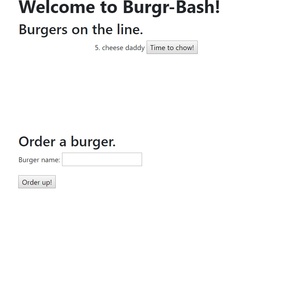 Welcome to Burgr-Bash!
Burgers on the line.
5. cheese daddy Time to chow!
Order a burger.
Burger name:
Order up!